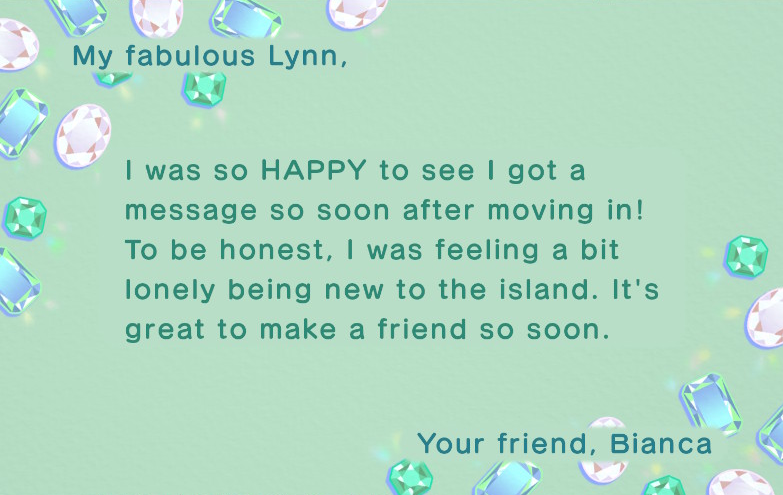 My fabulous Lynn,
I was so HAPPY to see I got a
message so soon after moving in!
To be honest, I was feeling a bit
lonely being new to the island. It's
great to make a friend so soon.
Your friend, Bianca